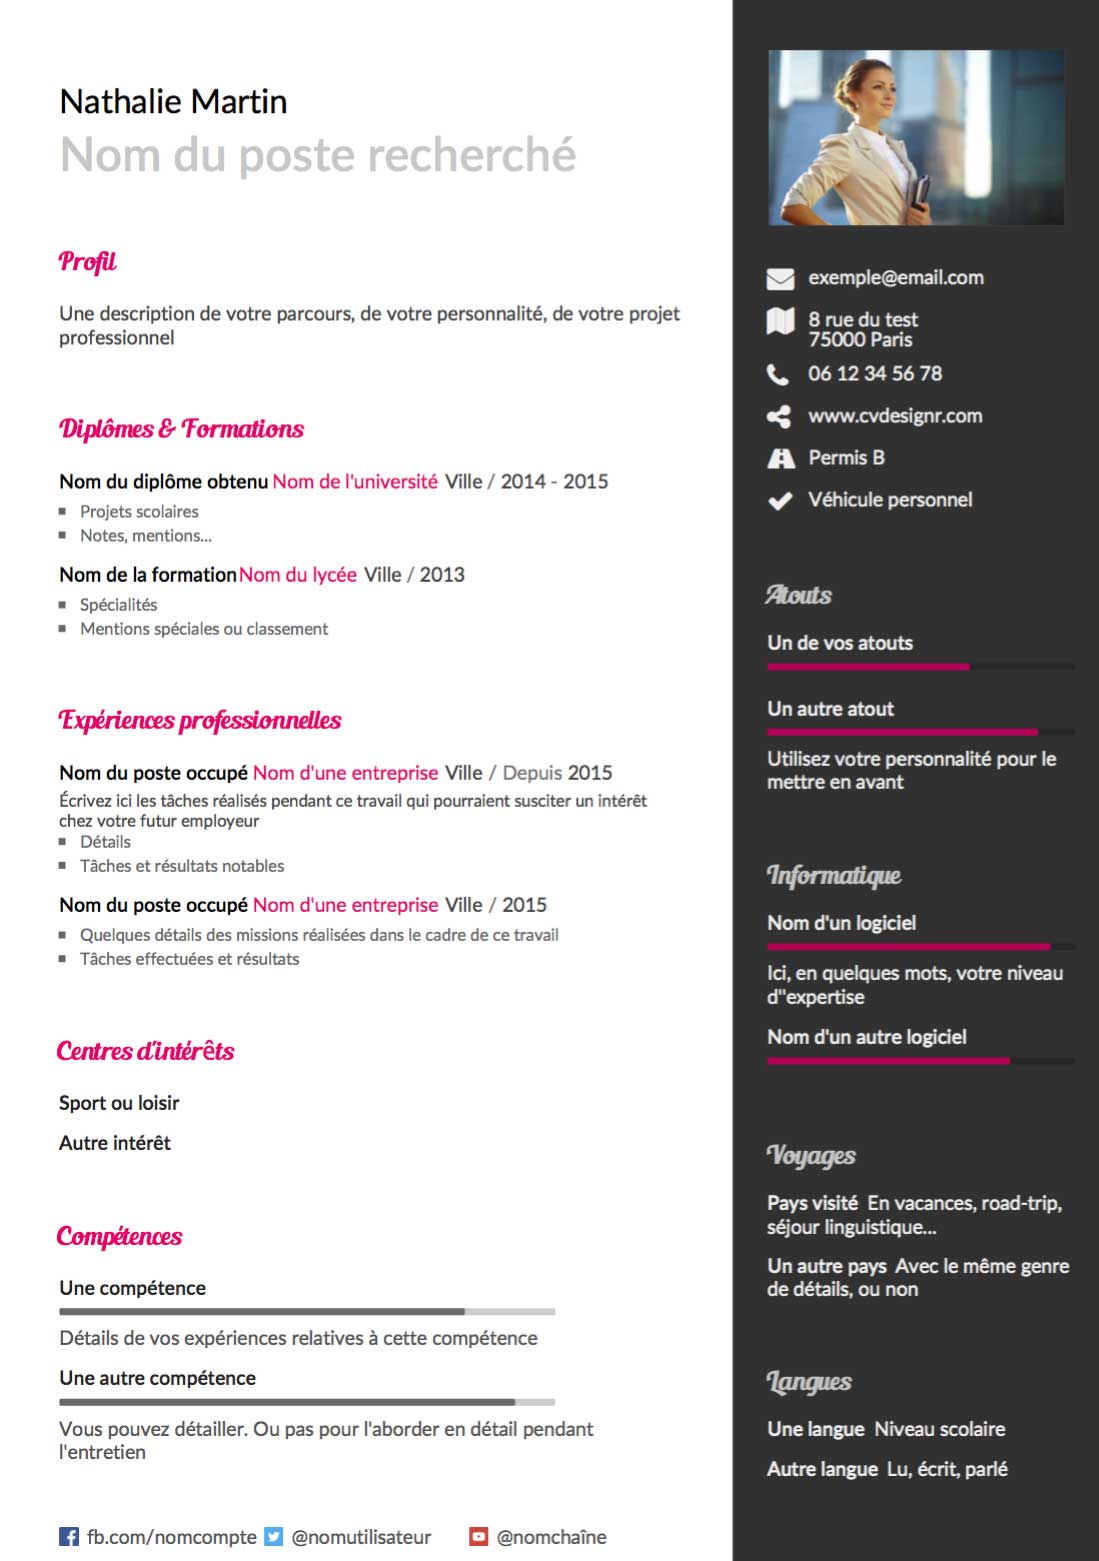 Nathalie Martin
Nom du poste recherché
Profil
Une description de votre parcours, de votre personnalité, de votre projet
professionnel
Diplômes & Formations
Nom du diplôme obtenu Nom de l'université Ville / 2014 - 2015
Projets scolaires
Notes, mentions...
Nom de la formation Nom du lycée Ville / 2013
Spécialités
Mentions spéciales ou classement
Expériences professionnelles
Nom du poste occupé Nom d'une entreprise Ville / Depuis 2015
Écrivez ici les tâches réalisés pendant ce travail qui pourraient susciter un intérêt
chez votre futur employeur
Détails
Tâches et résultats notables
Nom du poste occupé Nom d'une entreprise Ville / 2015
Quelques détails des missions réalisées dans le cadre de ce travail
Tâches effectuées et résultats
Centres d'intérêts
Sport ou loisir
Autre intérêt
Compétences
Une compétence
Détails de vos expériences relatives à cette compétence
Une autre compétence
Vous pouvez détailler. Ou pas pour l'aborder en détail pendant
l'entretien
fb.com/nomcompte @nomutilisateur @nomchaîne
exemple@email.com
8 rue du test
75000 Paris
06 12 34 56 78
www.cvdesignr.com
Permis B
Véhicule personnel
Atouts
Un de vos atouts
Un autre atout
Utilisez votre personnalité pour le
mettre en avant
Informatique
Nom d'un logiciel
Ici, en quelques mots, votre niveau
d''expertise
Nom d'un autre logiciel
Voyages
Pays visité En vacances, road-trip,
séjour linguistique...
Un autre pays Avec le même genre
de détails, ou non
Langues
Une langue Niveau scolaire
Autre langue Lu, écrit, parlé